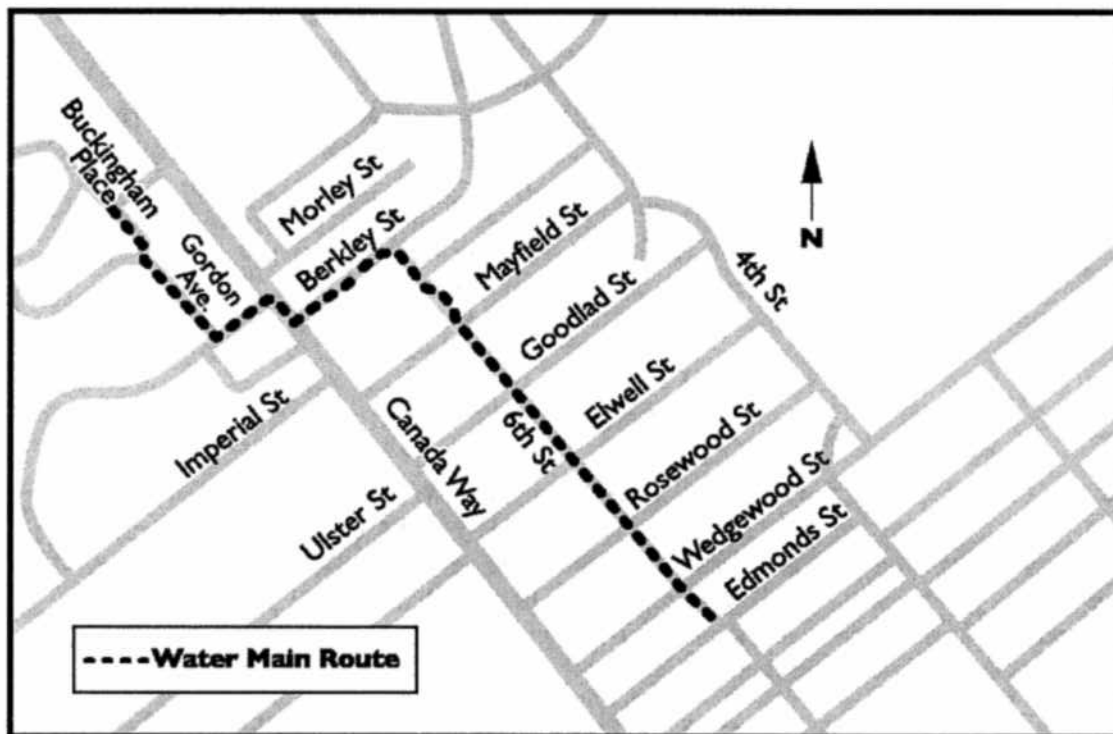 Buckingham
Place
Gordon
Ave.
Morley St
Berkley St
Mayfield St
Goodlad St
4th St
N
Imperial St
Canada Way
6th St
Elwell St
Rosewood St
Ulster St
Wedgewood St
Edmonds St
Water Main Route